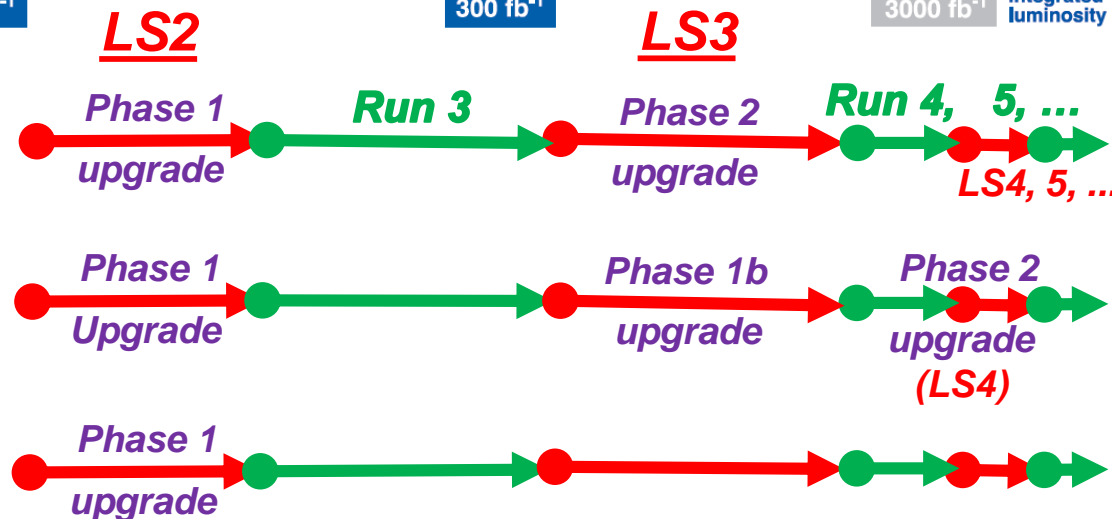 -1
300 fb-1
3000 fb-1
luminosity
LS2
LS3
Phase 1
Run 3
Phase 2
Run 4, 5, ...
upgrade
upgrade
LS4, 5, ...
Phase 1
Phase 1b
Phase 2
Upgrade
upgrade
upgrade
(LS4)
Phase 1
upgrade